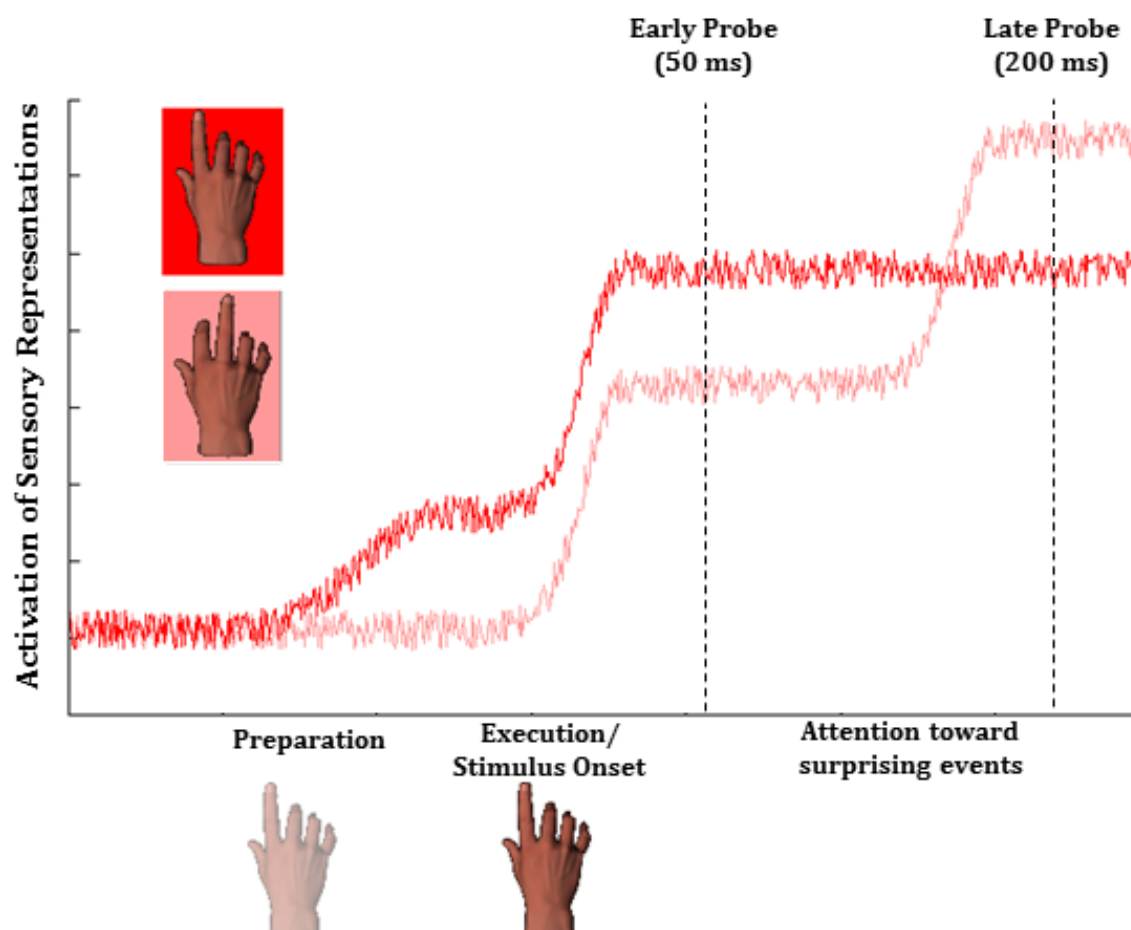 Early Probe
(50 ms)
Late Probe
(200 ms)
Activation of Sensory Representations
Preparation
Execution/
Stimulus Onset
Attention toward
surprising events